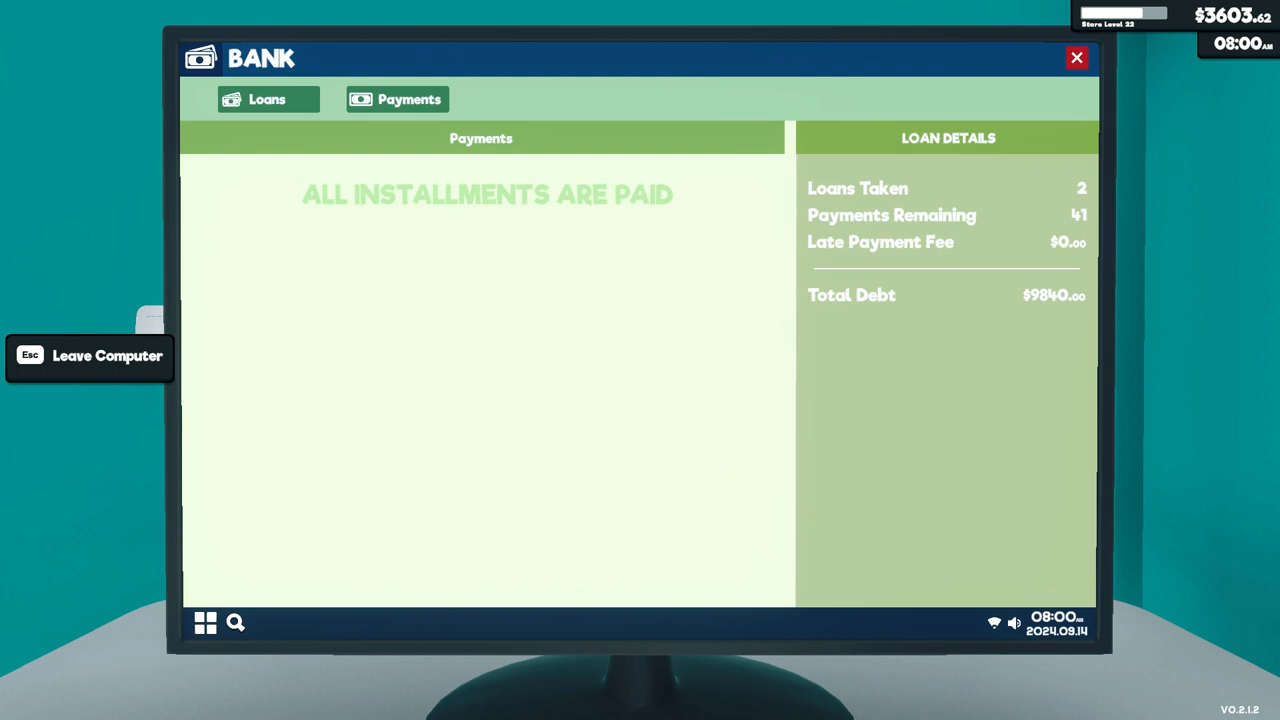 $3603.62
Store Level 22
08:00AM
BANK
Loans
Payments
Payments
LOAN DETAILS
ALL INSTALLMENTS ARE PAID
Loans Taken 2
Payments Remaining 41
Late Payment Fee $0.00
Total Debt $9840.00
Esc Leave Computer
08:00AM
2024.09.14
V0.2.1.2